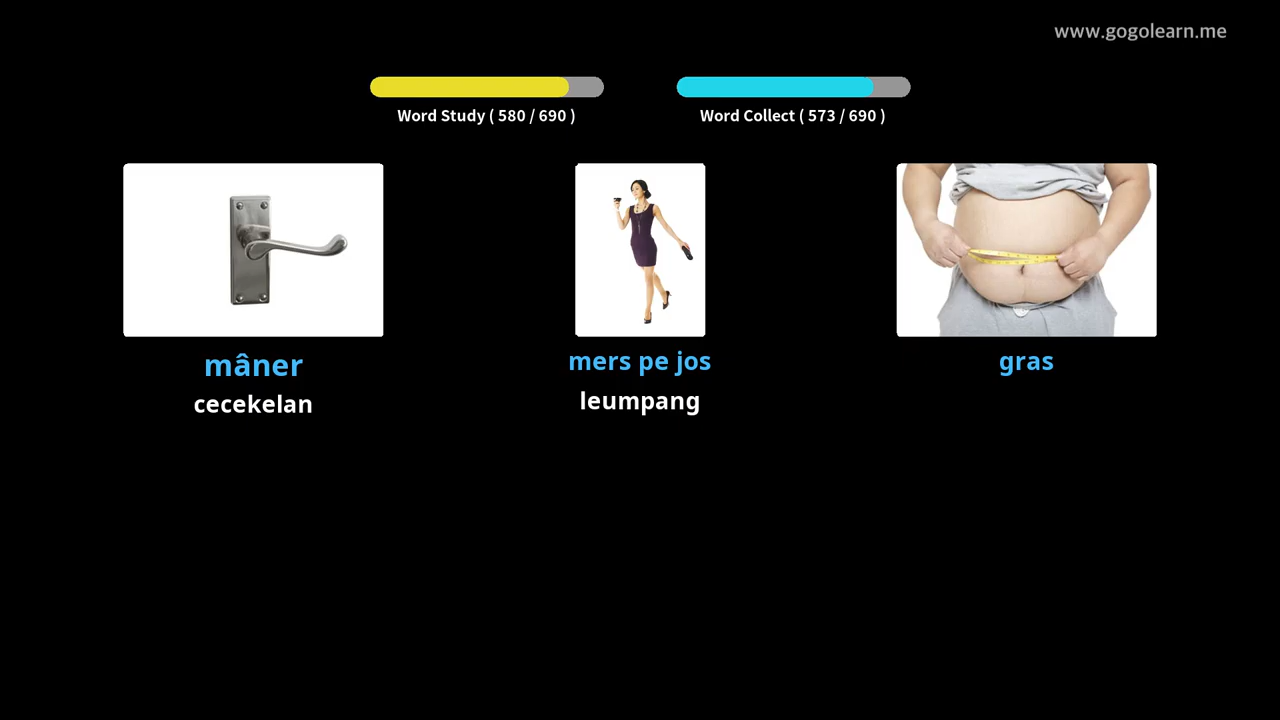 www.gogolearn.me
Word Study ( 580 / 690 )
Word Collect ( 573 / 690 )
mâner
mers pe jos
gras
cecekelan
leumpang